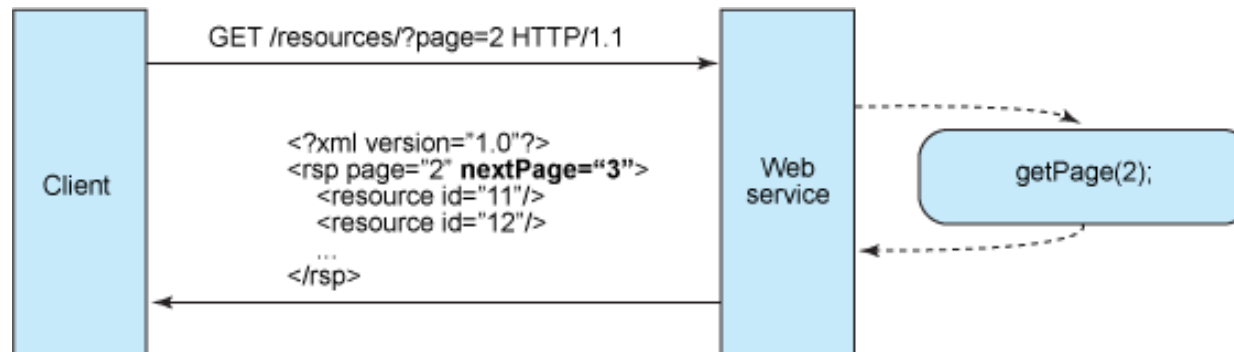 GET /resources/?page=2 HTTP/1.1
<?xml version="1.0"?>
<rsp page="2" nextPage="3">
<resource id="11"/>
<resource id="12"/>
...
</rsp>
Client
Web
service
getPage(2);